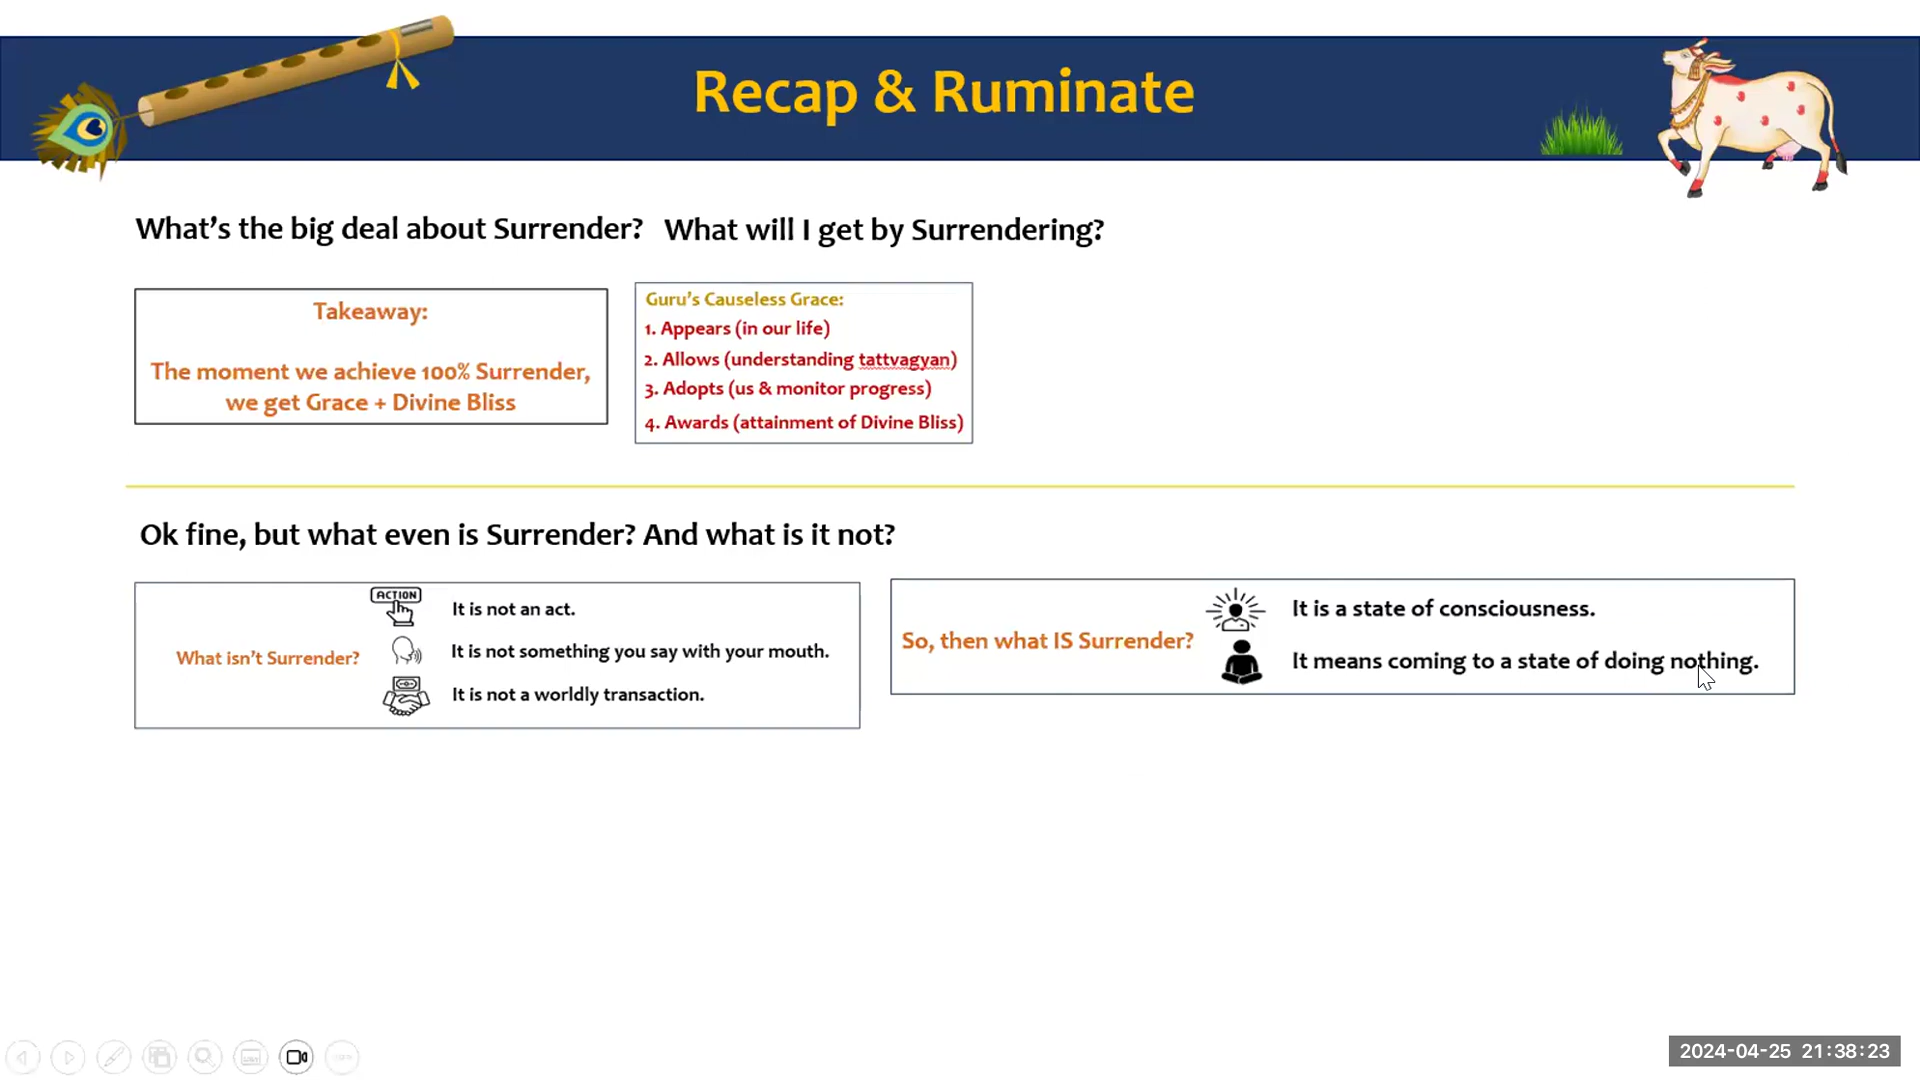 Recap & Ruminate
What's the big deal about Surrender? What will I get by Surrendering?
Takeaway:
The moment we achieve 100% Surrender,
we get Grace + Divine Bliss
Guru's Causeless Grace:
1. Appears (in our life)
2. Allows (understanding tattvagyan)
3. Adopts (us & monitor progress)
4. Awards (attainment of Divine Bliss)
Ok fine, but what even is Surrender? And what is it not?
What isn't Surrender?
ACTION
It is not an act.
It is not something you say with your mouth.
It is not a worldly transaction.
So, then what IS Surrender?
It is a state of consciousness.
It means coming to a state of doing nothing.
2024-04-25 21:38:23